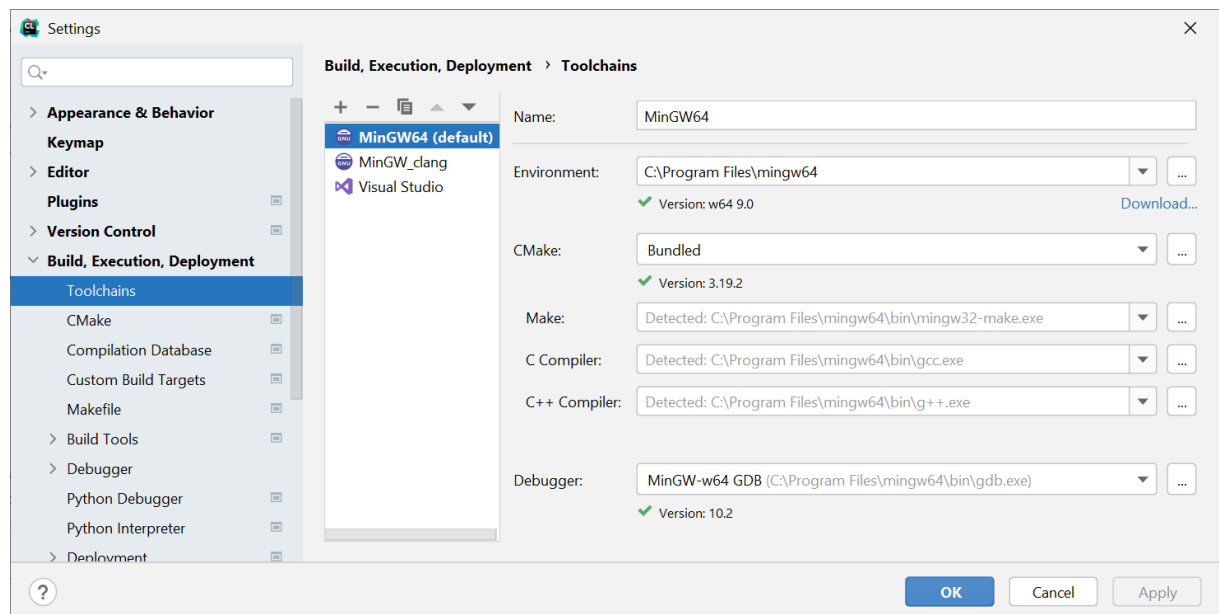 CL
Settings
Build, Execution, Deployment › Toolchains
Appearance & Behavior
Keymap
Editor
Plugins
Version Control
Build, Execution, Deployment
Toolchains
CMake
Compilation Database
Custom Build Targets
Makefile
Build Tools
Debugger
Python Debugger
Python Interpreter
Deployment
GNU MinGW64 (default)
GNU MinGW_clang
Visual Studio
Name: MinGW64
Environment: C:\Program Files\mingw64 ...
Version: w64 9.0 Download...
CMake: Bundled ...
Version: 3.19.2
Make: Detected: C:\Program Files\mingw64\bin\mingw32-make.exe ...
C Compiler: Detected: C:\Program Files\mingw64\bin\gcc.exe ...
C++ Compiler: Detected: C:\Program Files\mingw64\bin\g++.exe ...
Debugger: MinGW-w64 GDB (C:\Program Files\mingw64\bin\gdb.exe) ...
Version: 10.2
? OK Cancel Apply